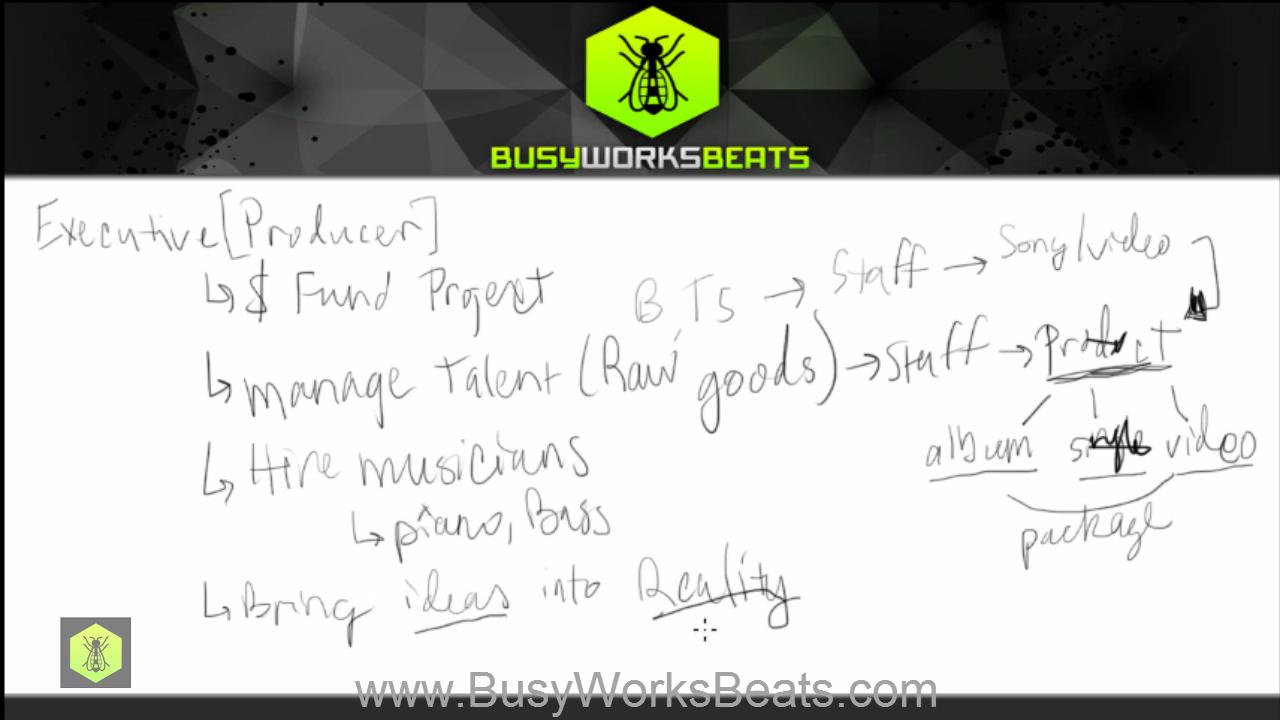 BUSYWORKSBEATS
Executive [Producer]
↳ $ Fund Project
BTS → Staff → Song/video
↳ manage Talent (Raw goods) → Staff → Product
album single video
package
↳ Hire musicians
↳ piano, Bass
↳ Bring ideas into Reality
www.BusyWorksBeats.com